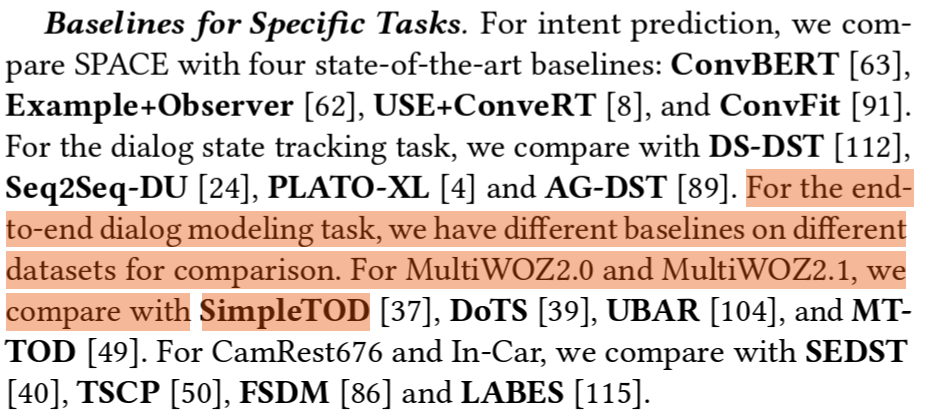 Baselines for Specific Tasks. For intent prediction, we com-
pare SPACE with four state-of-the-art baselines: ConvBERT [63],
Example+Observer [62], USE+ConveRT [8], and ConvFit [91].
For the dialog state tracking task, we compare with DS-DST [112],
Seq2Seq-DU [24], PLATO-XL [4] and AG-DST [89]. For the end-
to-end dialog modeling task, we have different baselines on different
datasets for comparison. For MultiWOZ2.0 and MultiWOZ2.1, we
compare with SimpleTOD [37], DoTS [39], UBAR [104], and MT-
TOD [49]. For CamRest676 and In-Car, we compare with SEDST
[40], TSCP [50], FSDM [86] and LABES [115].